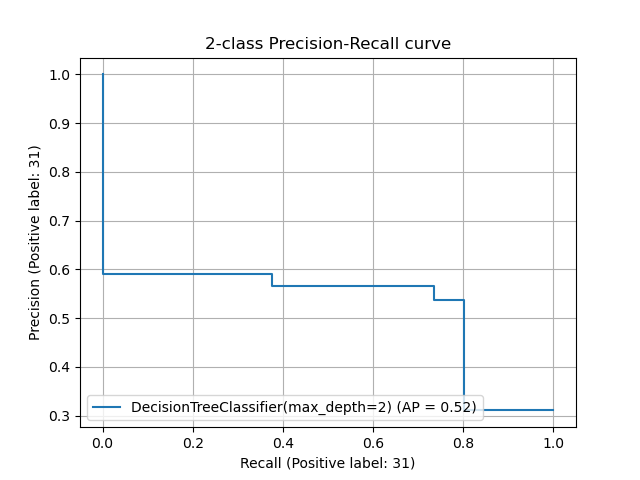 2-class Precision-Recall curve
1.0
0.9
0.8
0.7
0.6
0.5
0.4
0.3
Precision (Positive label: 31)
DecisionTreeClassifier(max_depth=2) (AP = 0.52)
0.0 0.2 0.4 0.6 0.8 1.0
Recall (Positive label: 31)